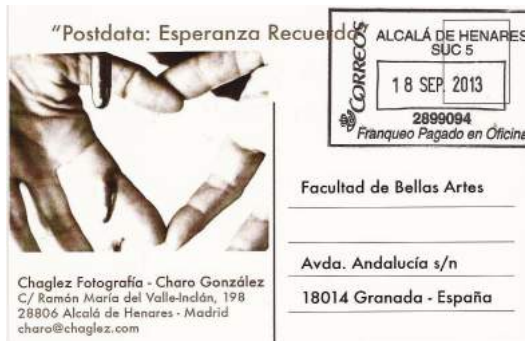 "Postdata: Esperanza Recuerdo
CORREOS
ALCALÁ DE HENARES
SUC 5
18 SEP. 2013
2899094
Franqueo Pagado en Oficina
Facultad de Bellas Artes
Avda. Andalucía s/n
18014 Granada - España
Chaglez Fotografía - Charo González
C/ Ramón María del Valle-Inclán, 198
28806 Alcalá de Henares - Madrid
charo@chaglez.com